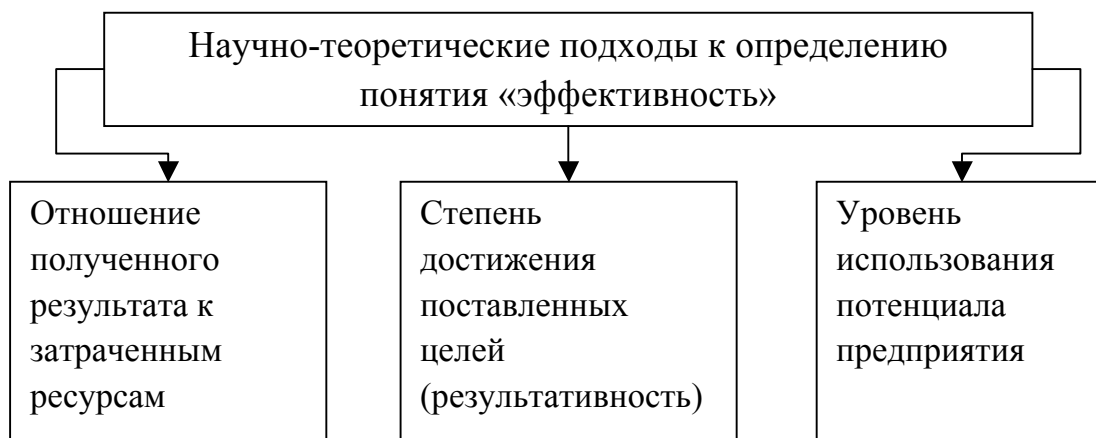 Научно-теоретические подходы к определению
понятия «эффективность»
Отношение
полученного
результата к
затраченным
ресурсам
Степень
достижения
поставленных
целей
(результативность)
Уровень
использования
потенциала
предприятия